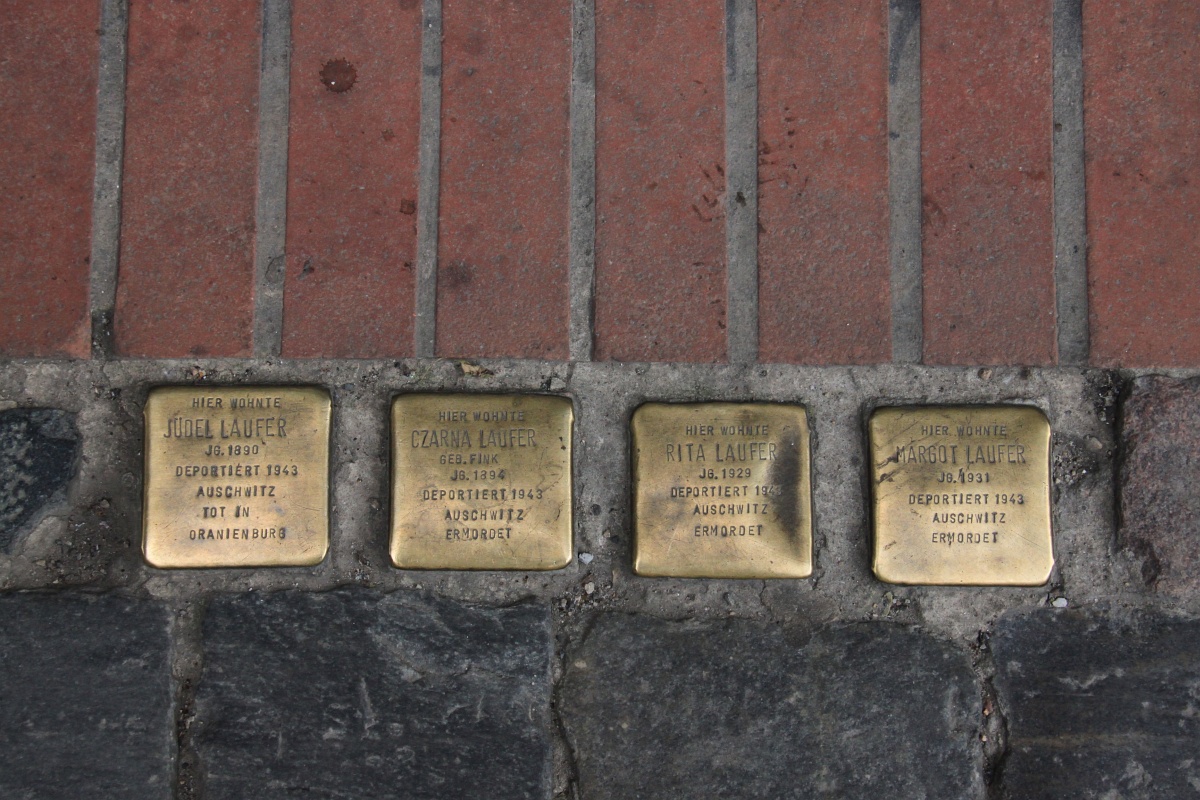 HIER WOHNTE
JÜDEL LAUFER
JG. 1890
DEPORTIERT 1943
AUSCHWITZ
TOT IN
ORANIENBURG
HIER WOHNTE
CZARNA LAUFER
GEB. FINK
JG. 1894
DEPORTIERT 1943
AUSCHWITZ
ERMORDET
HIER WOHNTE
RITA LAUFER
JG. 1929
DEPORTIERT 1943
AUSCHWITZ
ERMORDET
HIER WOHNTE
MARGOT LAUFER
JG. 1931
DEPORTIERT 1943
AUSCHWITZ
ERMORDET